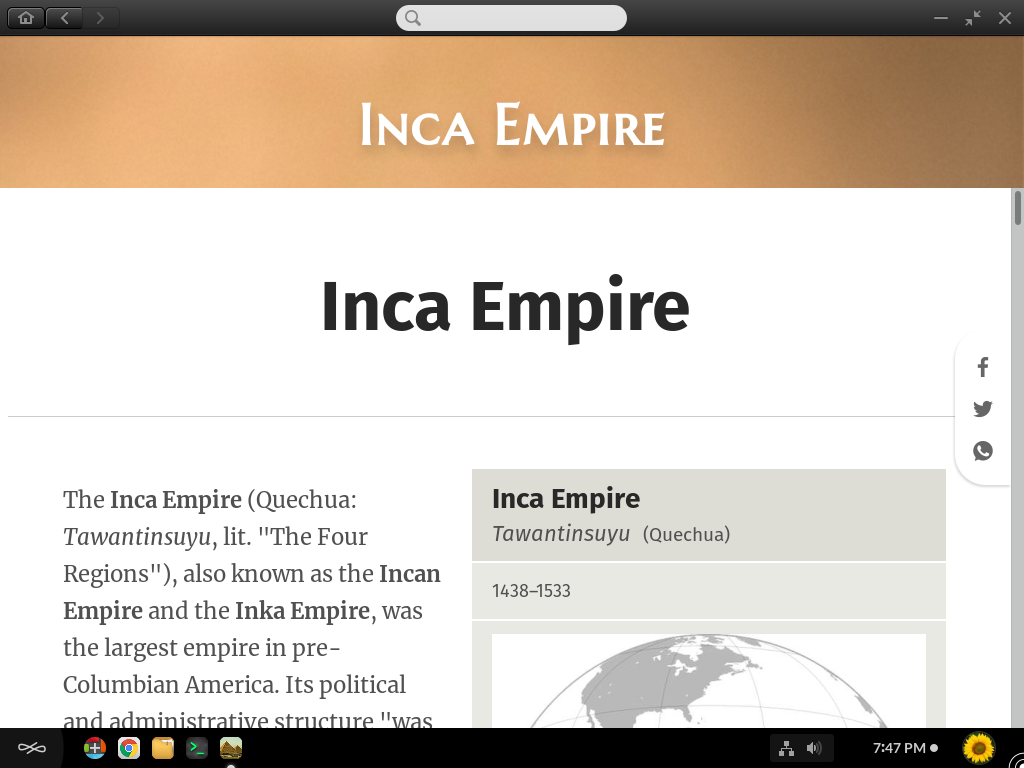 Inca Empire
Inca Empire
The Inca Empire (Quechua:
Tawantinsuyu, lit. "The Four
Regions"), also known as the Incan
Empire and the Inka Empire, was
the largest empire in pre-
Columbian America. Its political
and administrative structure "was
Inca Empire
Tawantinsuyu (Quechua)
1438–1533
7:47 PM